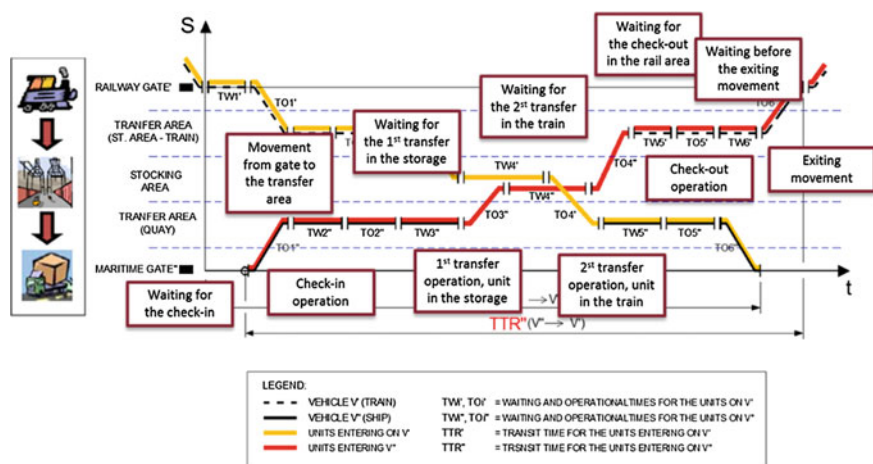 S
Waiting for
the check-out
in the rail area
Waiting before
the exiting
movement
RAILWAY GATE'
TW1'
TO1'
Waiting for
the 2st transfer
in the train
TO6'
TRANFER AREA
(ST. AREA - TRAIN)
Waiting for
the 1st transfer
in the storage
TW5' TO5' TW6'
Movement
from gate to
the transfer
area
TW4'
TO4"
Check-out
operation
Exiting
movement
STOCKING
AREA
TO3"
TW4"
TO4'
TRANFER AREA
(QUAY)
TW2" TO2" TW3"
TW5" TO5"
TO1"
TO6"
MARITIME GATE"
t
Waiting for
the check-in
Check-in
operation
1st transfer
operation, unit
in the storage
2st transfer
operation, unit
in the train
→ V"
TTR" (V" → V')
LEGEND:
VEHICLE V' (TRAIN) TWi', TOi' = WAITING AND OPERATIONALTIMES FOR THE UNITS ON V'
VEHICLE V" (SHIP) TWi", TOi" = WAITING AND OPERATIONALTIMES FOR THE UNITS ON V"
UNITS ENTERING ON V' TTR' = TRANSIT TIME FOR THE UNITS ENTERING ON V'
UNITS ENTERING V" TTR" = TRSNSIT TIME FOR THE UNITS ENTERING ON V"